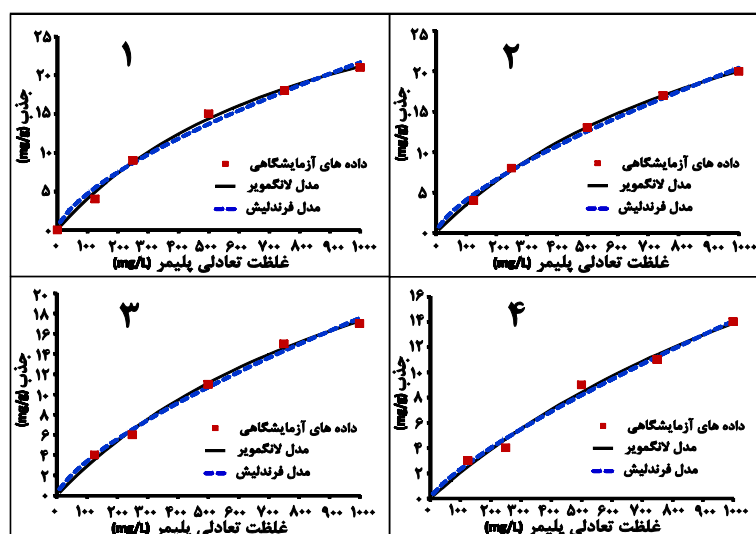 ۱
جذب (mg/g)
۲۵
۲۰
۱۵
۱۰
۵
۰
داده های آزمایشگاهی
مدل لانگمویر
مدل فرندلیش
۱۰۰ ۲۰۰ ۳۰۰ ۴۰۰ ۵۰۰ ۶۰۰ ۷۰۰ ۸۰۰ ۹۰۰ ۱۰۰۰
غلظت تعادلی پلیمر (mg/L)
۲
جذب (mg/g)
۲۵
۲۰
۱۵
۱۰
۵
۰
داده های آزمایشگاهی
مدل لانگمویر
مدل فرندلیش
۱۰۰ ۲۰۰ ۳۰۰ ۴۰۰ ۵۰۰ ۶۰۰ ۷۰۰ ۸۰۰ ۹۰۰ ۱۰۰۰
غلظت تعادلی پلیمر (mg/L)
۳
جذب (mg/g)
۲۰
۱۸
۱۶
۱۴
۱۲
۱۰
۸
۶
۴
۲
۰
داده های آزمایشگاهی
مدل لانگمویر
مدل فرندلیش
۰ ۱۰۰ ۲۰۰ ۳۰۰ ۴۰۰ ۵۰۰ ۶۰۰ ۷۰۰ ۸۰۰ ۹۰۰ ۱۰۰۰
غلظت تعادلی پلیمر (mg/L)
۴
جذب (mg/g)
۱۶
۱۴
۱۲
۱۰
۸
۶
۴
۲
۰
داده های آزمایشگاهی
مدل لانگمویر
مدل فرندلیش
۱۰۰ ۲۰۰ ۳۰۰ ۴۰۰ ۵۰۰ ۶۰۰ ۷۰۰ ۸۰۰ ۹۰۰ ۱۰۰۰
غلظت تعادلی پلیمر (mg/L)